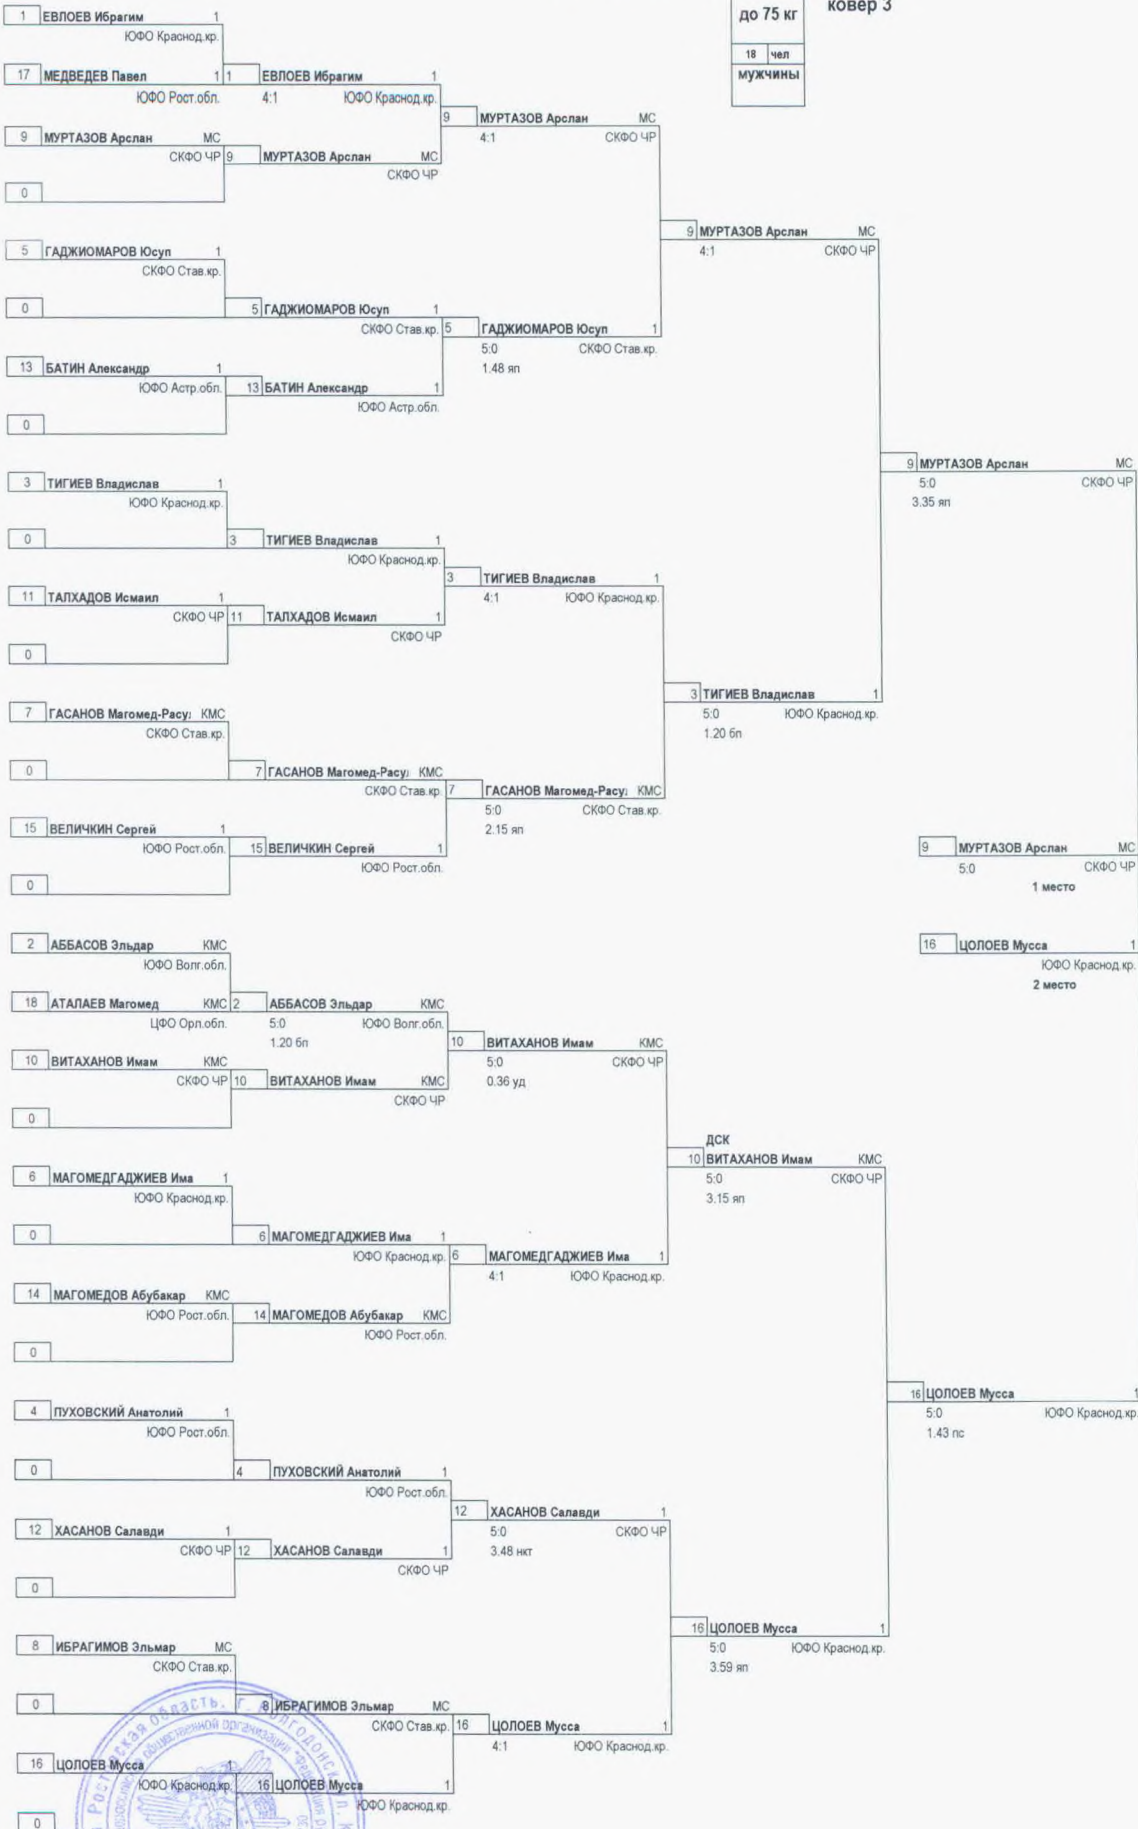 до 75 кг
ковер 3
18 чел
мужчины
1 ЕВЛОЕВ Ибрагим 1
ЮФО Краснод.кр.
17 МЕДВЕДЕВ Павел 1
ЮФО Рост.обл.
1 ЕВЛОЕВ Ибрагим 1
4:1 ЮФО Краснод.кр.
9 МУРТАЗОВ Арслан МС
СКФО ЧР
9 МУРТАЗОВ Арслан МС
СКФО ЧР
0
9 МУРТАЗОВ Арслан МС
4:1 СКФО ЧР
5 ГАДЖИОМАРОВ Юсуп 1
СКФО Став.кр.
0
5 ГАДЖИОМАРОВ Юсуп 1
СКФО Став.кр.
13 БАТИН Александр 1
ЮФО Астр.обл.
13 БАТИН Александр 1
ЮФО Астр.обл.
0
5 ГАДЖИОМАРОВ Юсуп 1
5:0 СКФО Став.кр.
1.48 яп
9 МУРТАЗОВ Арслан МС
4:1 СКФО ЧР
3 ТИГИЕВ Владислав 1
ЮФО Краснод.кр.
0
3 ТИГИЕВ Владислав 1
ЮФО Краснод.кр.
11 ТАЛХАДОВ Исмаил 1
СКФО ЧР
11 ТАЛХАДОВ Исмаил 1
СКФО ЧР
0
3 ТИГИЕВ Владислав 1
4:1 ЮФО Краснод.кр.
7 ГАСАНОВ Магомед-Расу КМС
СКФО Став.кр.
0
7 ГАСАНОВ Магомед-Расу КМС
СКФО Став.кр.
15 ВЕЛИЧКИН Сергей 1
ЮФО Рост.обл.
15 ВЕЛИЧКИН Сергей 1
ЮФО Рост.обл.
0
7 ГАСАНОВ Магомед-Расу КМС
5:0 СКФО Став.кр.
2.15 яп
3 ТИГИЕВ Владислав 1
5:0 ЮФО Краснод.кр.
1.20 бп
9 МУРТАЗОВ Арслан МС
5:0 СКФО ЧР
3.35 яп
9 МУРТАЗОВ Арслан МС
5:0 СКФО ЧР
1 место
16 ЦОЛОЕВ Мусса 1
ЮФО Краснод.кр.
2 место
2 АББАСОВ Эльдар КМС
ЮФО Волг.обл.
18 АТАЛАЕВ Магомед КМС
ЦФО Орл.обл.
2 АББАСОВ Эльдар КМС
5:0 ЮФО Волг.обл.
1.20 бп
10 ВИТАХАНОВ Имам КМС
СКФО ЧР
10 ВИТАХАНОВ Имам КМС
СКФО ЧР
0
10 ВИТАХАНОВ Имам КМС
5:0 СКФО ЧР
0.36 уд
6 МАГОМЕДГАДЖИЕВ Има 1
ЮФО Краснод.кр.
0
6 МАГОМЕДГАДЖИЕВ Има 1
ЮФО Краснод.кр.
14 МАГОМЕДОВ Абубакар КМС
ЮФО Рост.обл.
14 МАГОМЕДОВ Абубакар КМС
ЮФО Рост.обл.
0
6 МАГОМЕДГАДЖИЕВ Има 1
4:1 ЮФО Краснод.кр.
ДСК
10 ВИТАХАНОВ Имам КМС
5:0 СКФО ЧР
3.15 яп
4 ПУХОВСКИЙ Анатолий 1
ЮФО Рост.обл.
0
4 ПУХОВСКИЙ Анатолий 1
ЮФО Рост.обл.
12 ХАСАНОВ Салавди 1
СКФО ЧР
12 ХАСАНОВ Салавди 1
СКФО ЧР
0
12 ХАСАНОВ Салавди 1
5:0 СКФО ЧР
3.48 нкт
8 ИБРАГИМОВ Эльмар МС
СКФО Став.кр.
0
8 ИБРАГИМОВ Эльмар МС
СКФО Став.кр.
16 ЦОЛОЕВ Мусса 1
ЮФО Краснод.кр.
16 ЦОЛОЕВ Мусса 1
ЮФО Краснод.кр.
0
16 ЦОЛОЕВ Мусса 1
4:1 ЮФО Краснод.кр.
16 ЦОЛОЕВ Мусса 1
5:0 ЮФО Краснод.кр.
3.59 яп
16 ЦОЛОЕВ Мусса 1
5:0 ЮФО Краснод.кр.
1.43 пс
область, г.
общественной организации